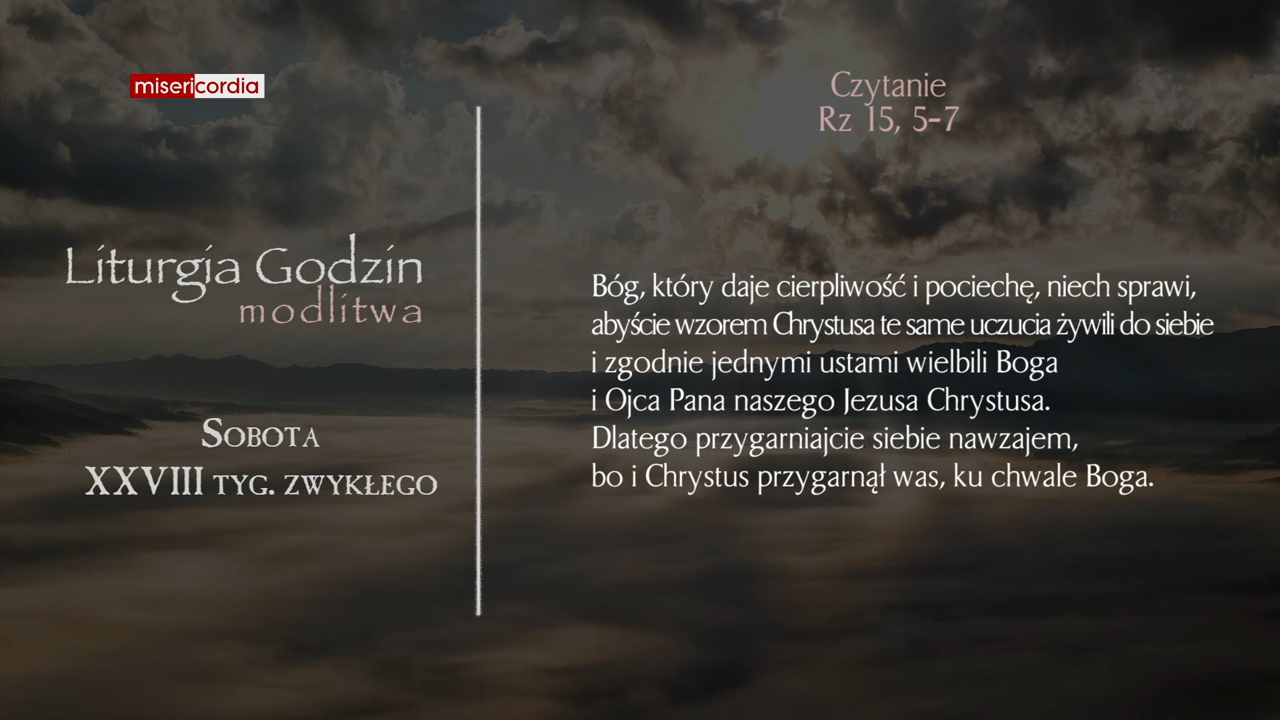 misericordia
Liturgia Godzin
modlitwa
Sobota
XXVIII tyg. zwykłego
Czytanie
Rz 15, 5-7
Bóg, który daje cierpliwość i pociechę, niech sprawi,
abyście wzorem Chrystusa te same uczucia żywili do siebie
i zgodnie jednymi ustami wielbili Boga
i Ojca Pana naszego Jezusa Chrystusa.
Dlatego przygarniajcie siebie nawzajem,
bo i Chrystus przygarnął was, ku chwale Boga.